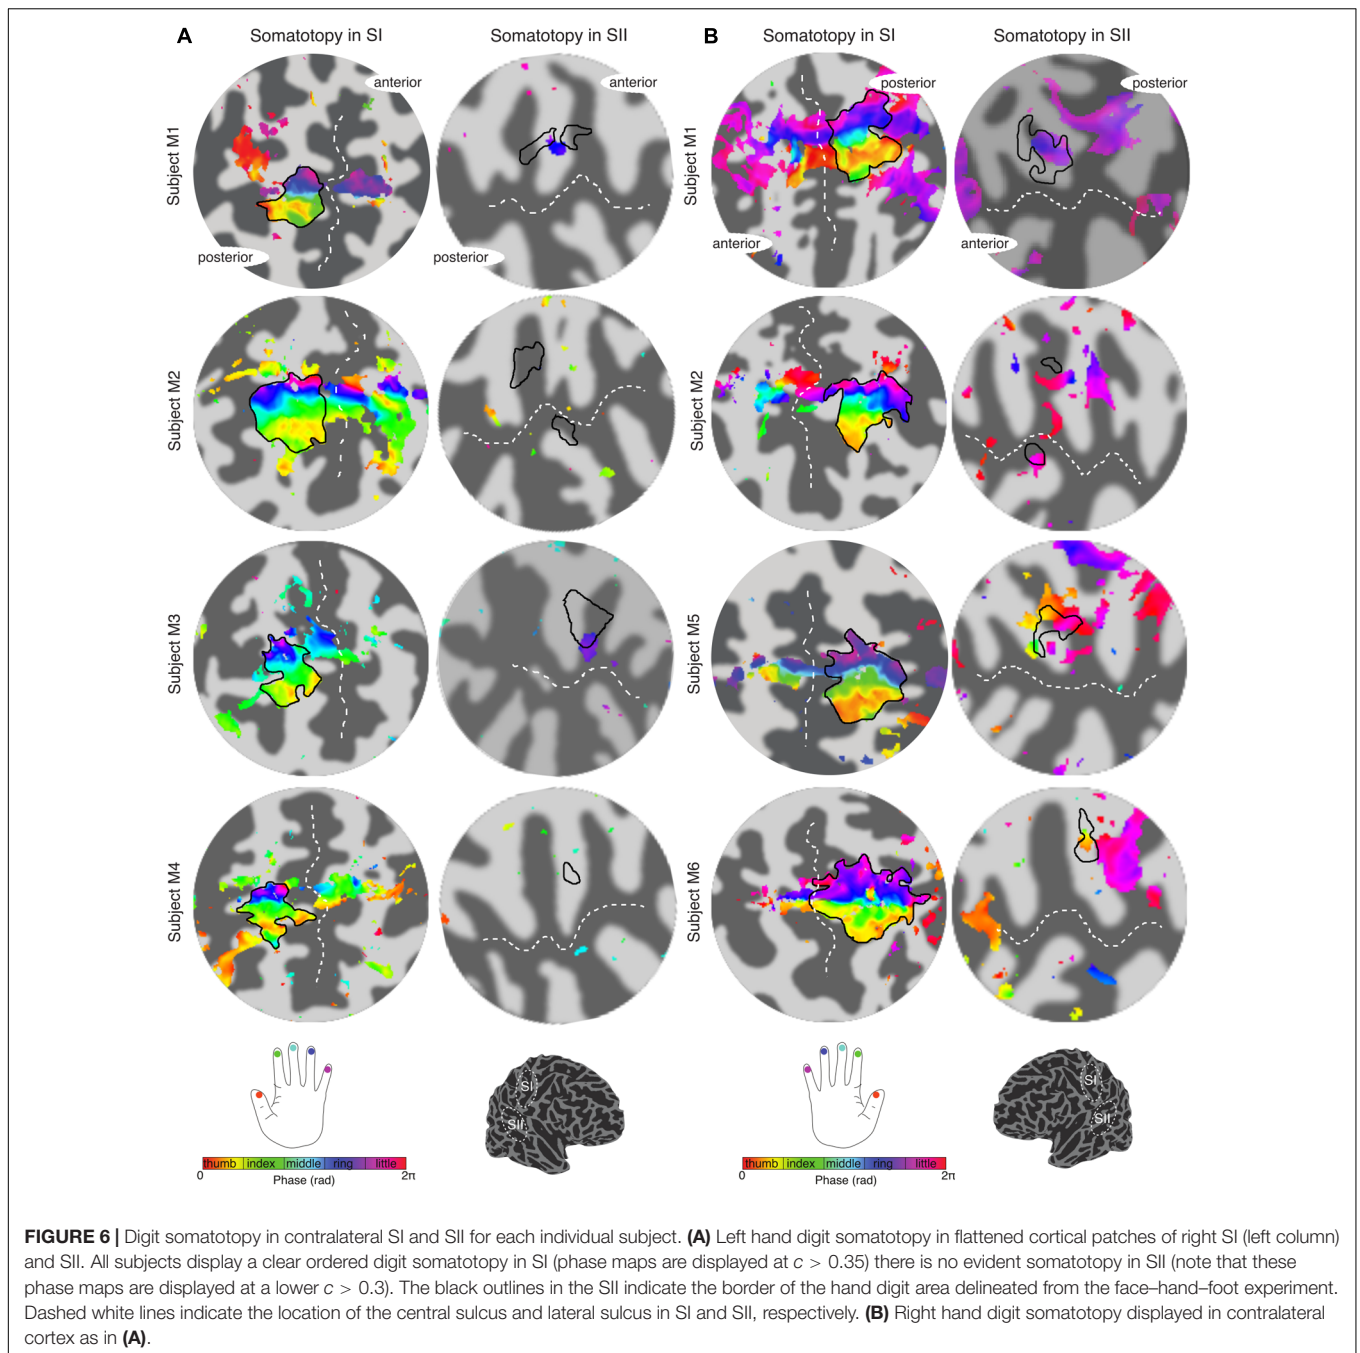 A Somatotopy in SI Somatotopy in SII B Somatotopy in SI Somatotopy in SII
Subject M1
anterior
posterior
anterior
posterior
Subject M1
posterior
anterior
posterior
anterior
Subject M2
Subject M2
Subject M3
Subject M5
Subject M4
Subject M6
SI
SII
SI
SII
thumb index middle ring little
0 Phase (rad) 2π
thumb index middle ring little
0 Phase (rad) 2π
FIGURE 6 | Digit somatotopy in contralateral SI and SII for each individual subject. (A) Left hand digit somatotopy in flattened cortical patches of right SI (left column)
and SII. All subjects display a clear ordered digit somatotopy in SI (phase maps are displayed at c > 0.35) there is no evident somatotopy in SII (note that these
phase maps are displayed at a lower c > 0.3). The black outlines in the SII indicate the border of the hand digit area delineated from the face–hand–foot experiment.
Dashed white lines indicate the location of the central sulcus and lateral sulcus in SI and SII, respectively. (B) Right hand digit somatotopy displayed in contralateral
cortex as in (A).